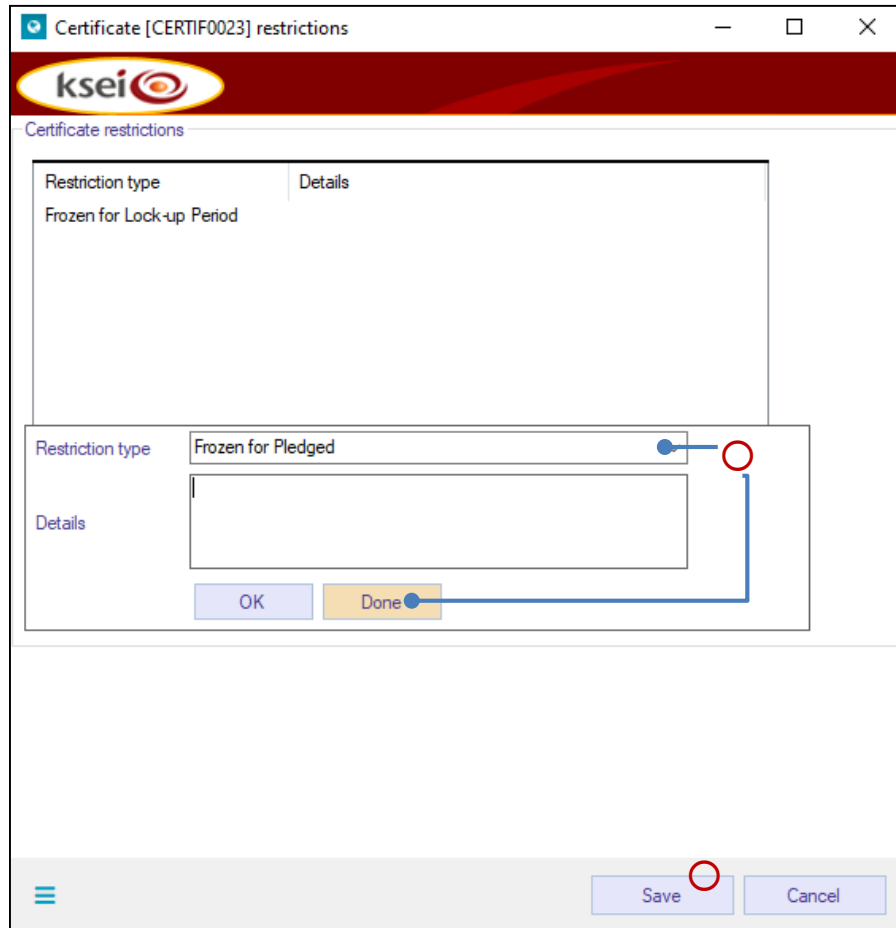 Certificate [CERTIF0023] restrictions
ksei
Certificate restrictions
Restriction type Details
Frozen for Lock-up Period
Restriction type Frozen for Pledged
Details
OK Done
Save Cancel